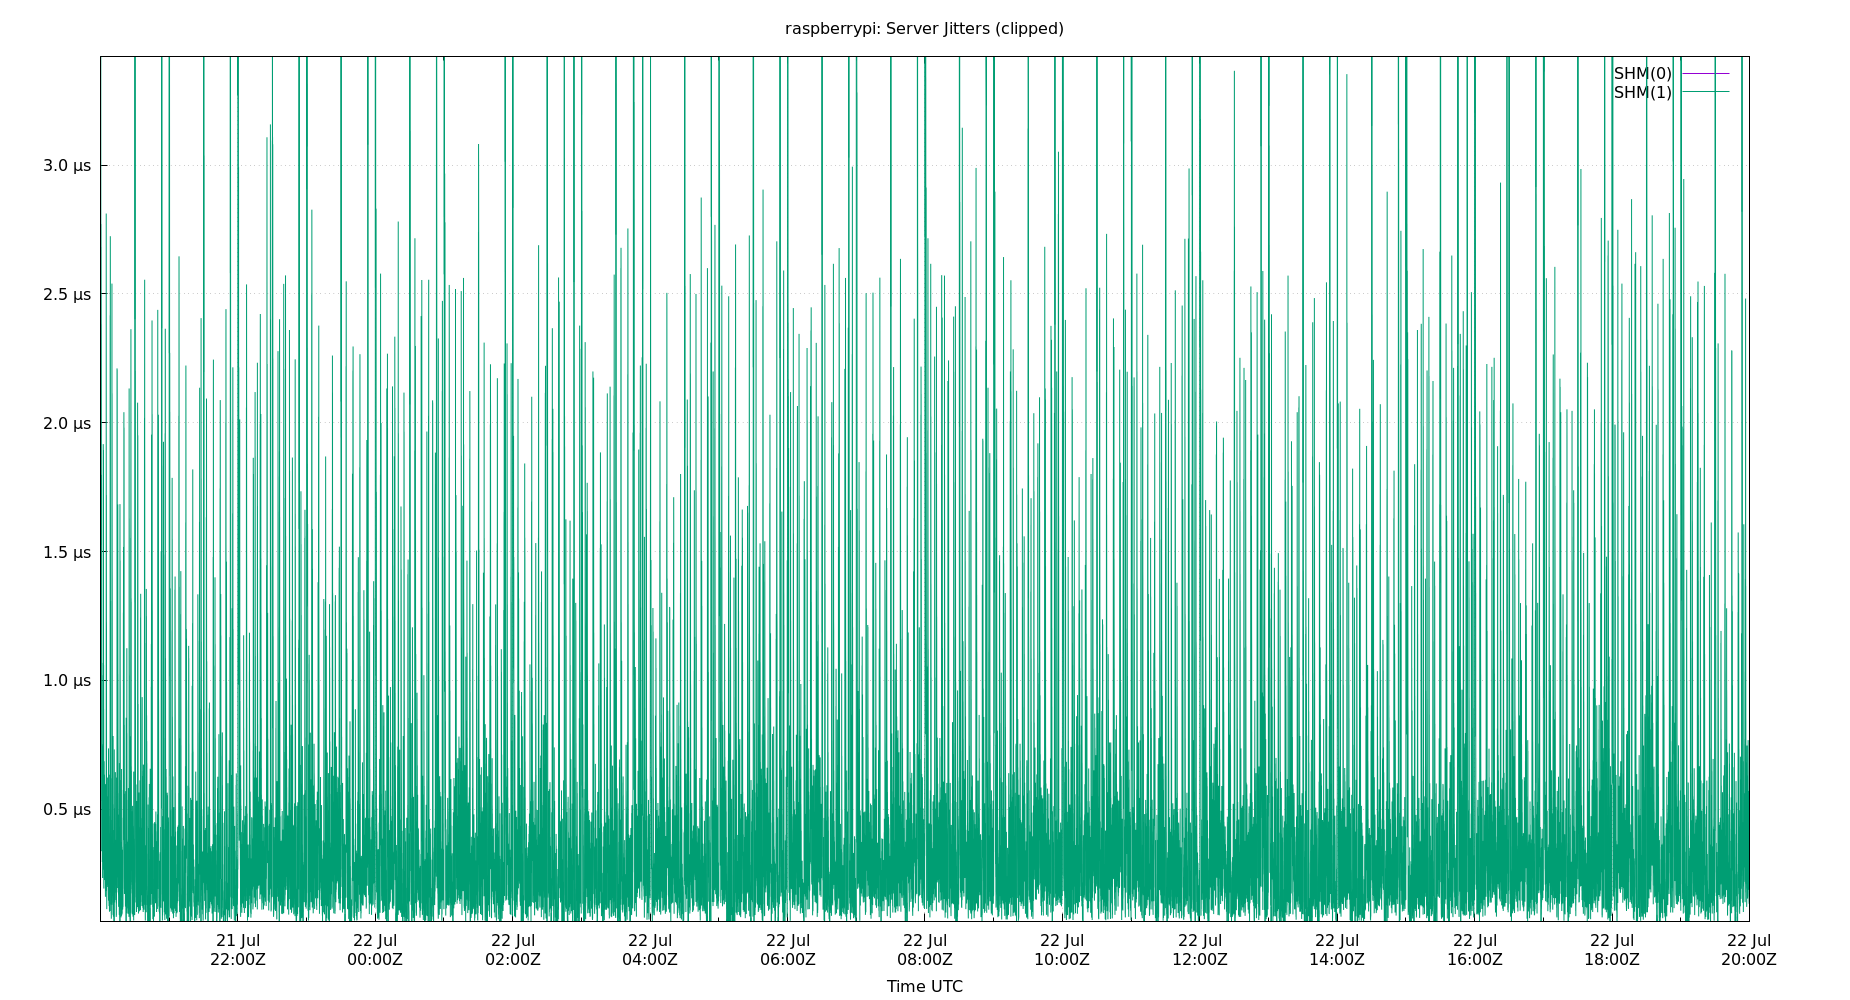 raspberrypi: Server Jitters (clipped)
SHM(0)
SHM(1)
3.0 μs
2.5 μs
2.0 μs
1.5 μs
1.0 μs
0.5 μs
21 Jul 22 Jul 22 Jul 22 Jul 22 Jul 22 Jul 22 Jul 22 Jul 22 Jul 22 Jul 22 Jul 22 Jul
22:00Z 00:00Z 02:00Z 04:00Z 06:00Z 08:00Z 10:00Z 12:00Z 14:00Z 16:00Z 18:00Z 20:00Z
Time UTC